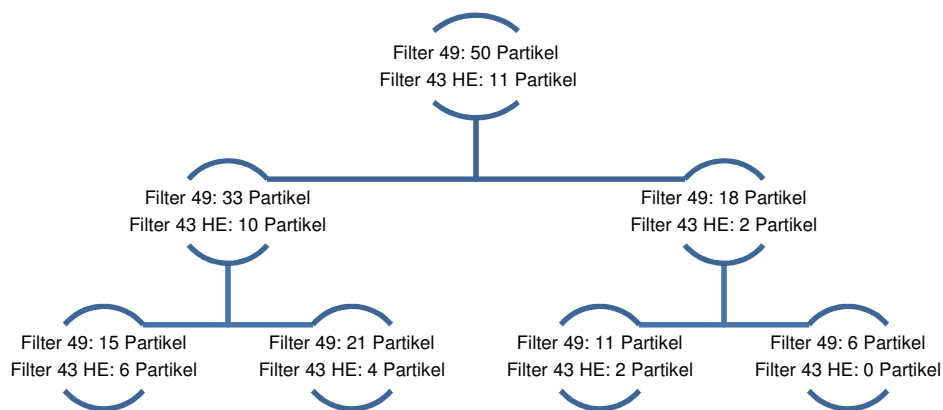 Filter 49: 50 Partikel
Filter 43 HE: 11 Partikel
Filter 49: 33 Partikel
Filter 43 HE: 10 Partikel
Filter 49: 18 Partikel
Filter 43 HE: 2 Partikel
Filter 49: 15 Partikel
Filter 43 HE: 6 Partikel
Filter 49: 21 Partikel
Filter 43 HE: 4 Partikel
Filter 49: 11 Partikel
Filter 43 HE: 2 Partikel
Filter 49: 6 Partikel
Filter 43 HE: 0 Partikel